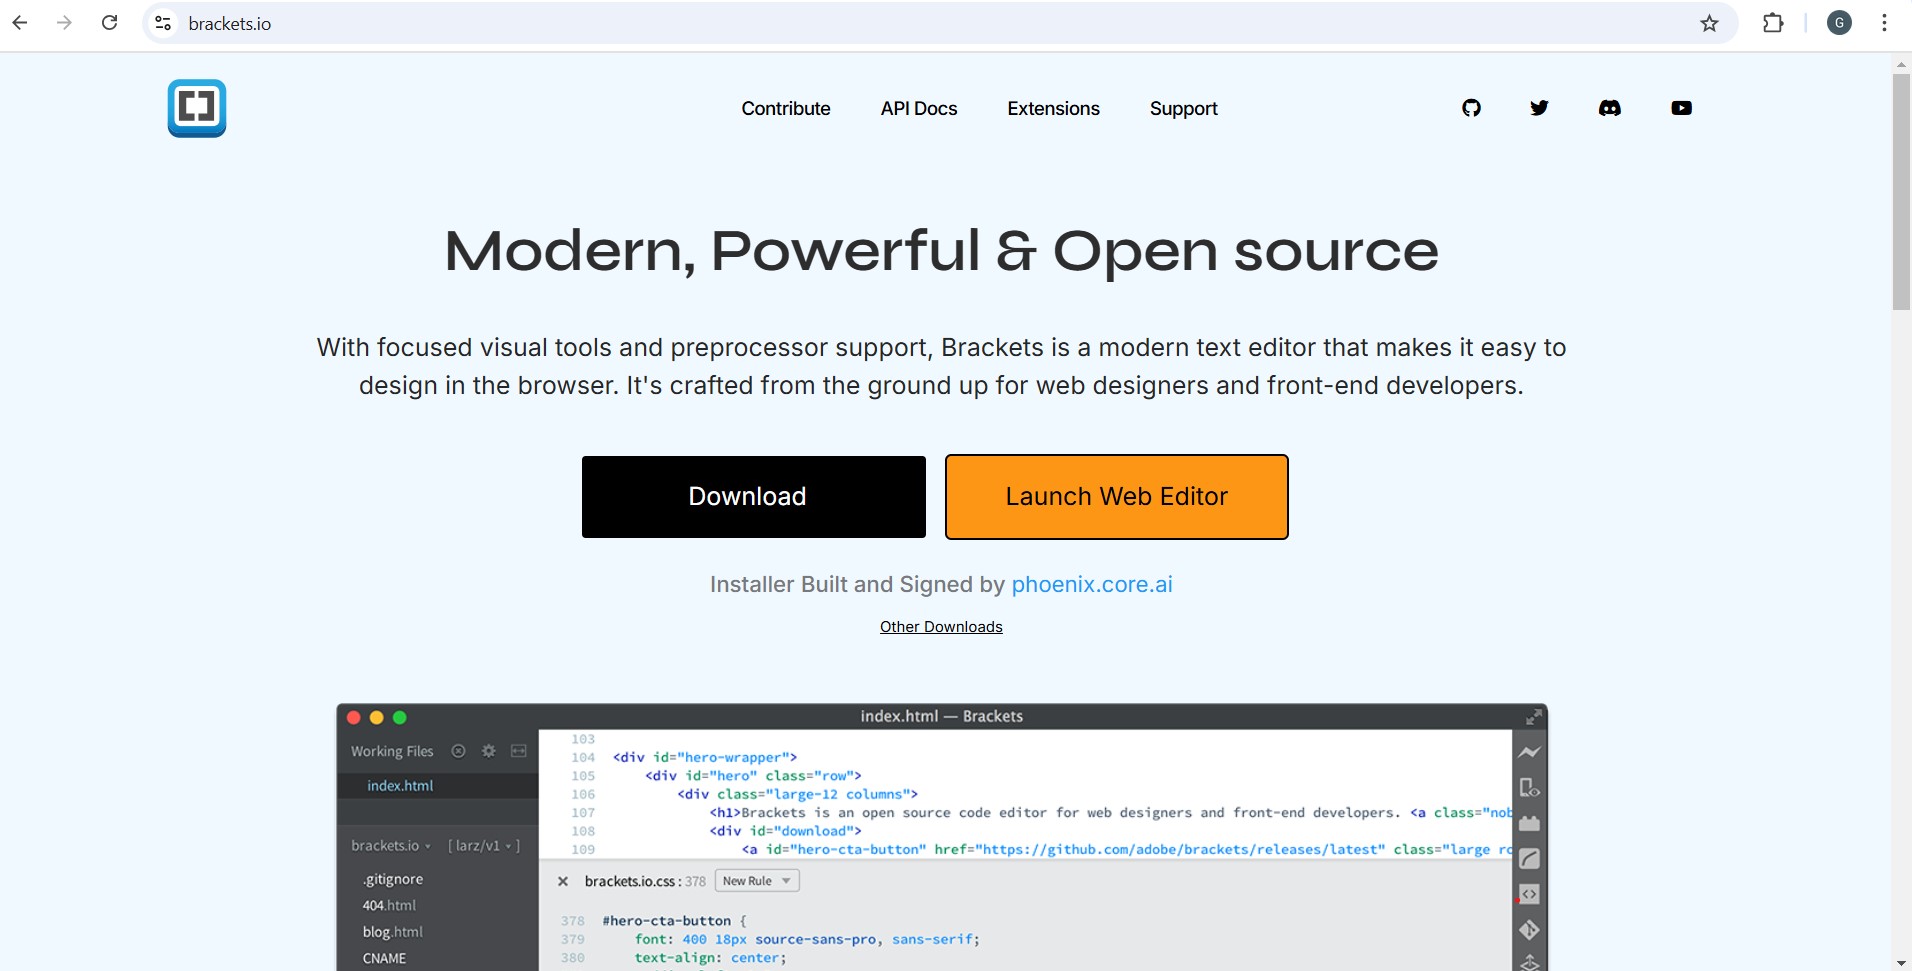 brackets.io
G
Contribute
API Docs
Extensions
Support
Modern, Powerful & Open source
With focused visual tools and preprocessor support, Brackets is a modern text editor that makes it easy to
design in the browser. It's crafted from the ground up for web designers and front-end developers.
Download
Launch Web Editor
Installer Built and Signed by phoenix.core.ai
Other Downloads
index.html — Brackets
Working Files
index.html
brackets.io
[ larz/v1 ]
.gitignore
404.html
blog.html
CNAME
103
104 <div id="hero-wrapper">
105 <div id="hero" class="row">
106 <div class="large-12 columns">
107 <h1>Brackets is an open source code editor for web designers and front-end developers. <a class="nob
108 <div id="download">
109 <a id="hero-cta-button" href="https://github.com/adobe/brackets/releases/latest" class="large ro
brackets.io.css : 378 New Rule
378 #hero-cta-button {
379 font: 400 18px source-sans-pro, sans-serif;
380 text-align: center;